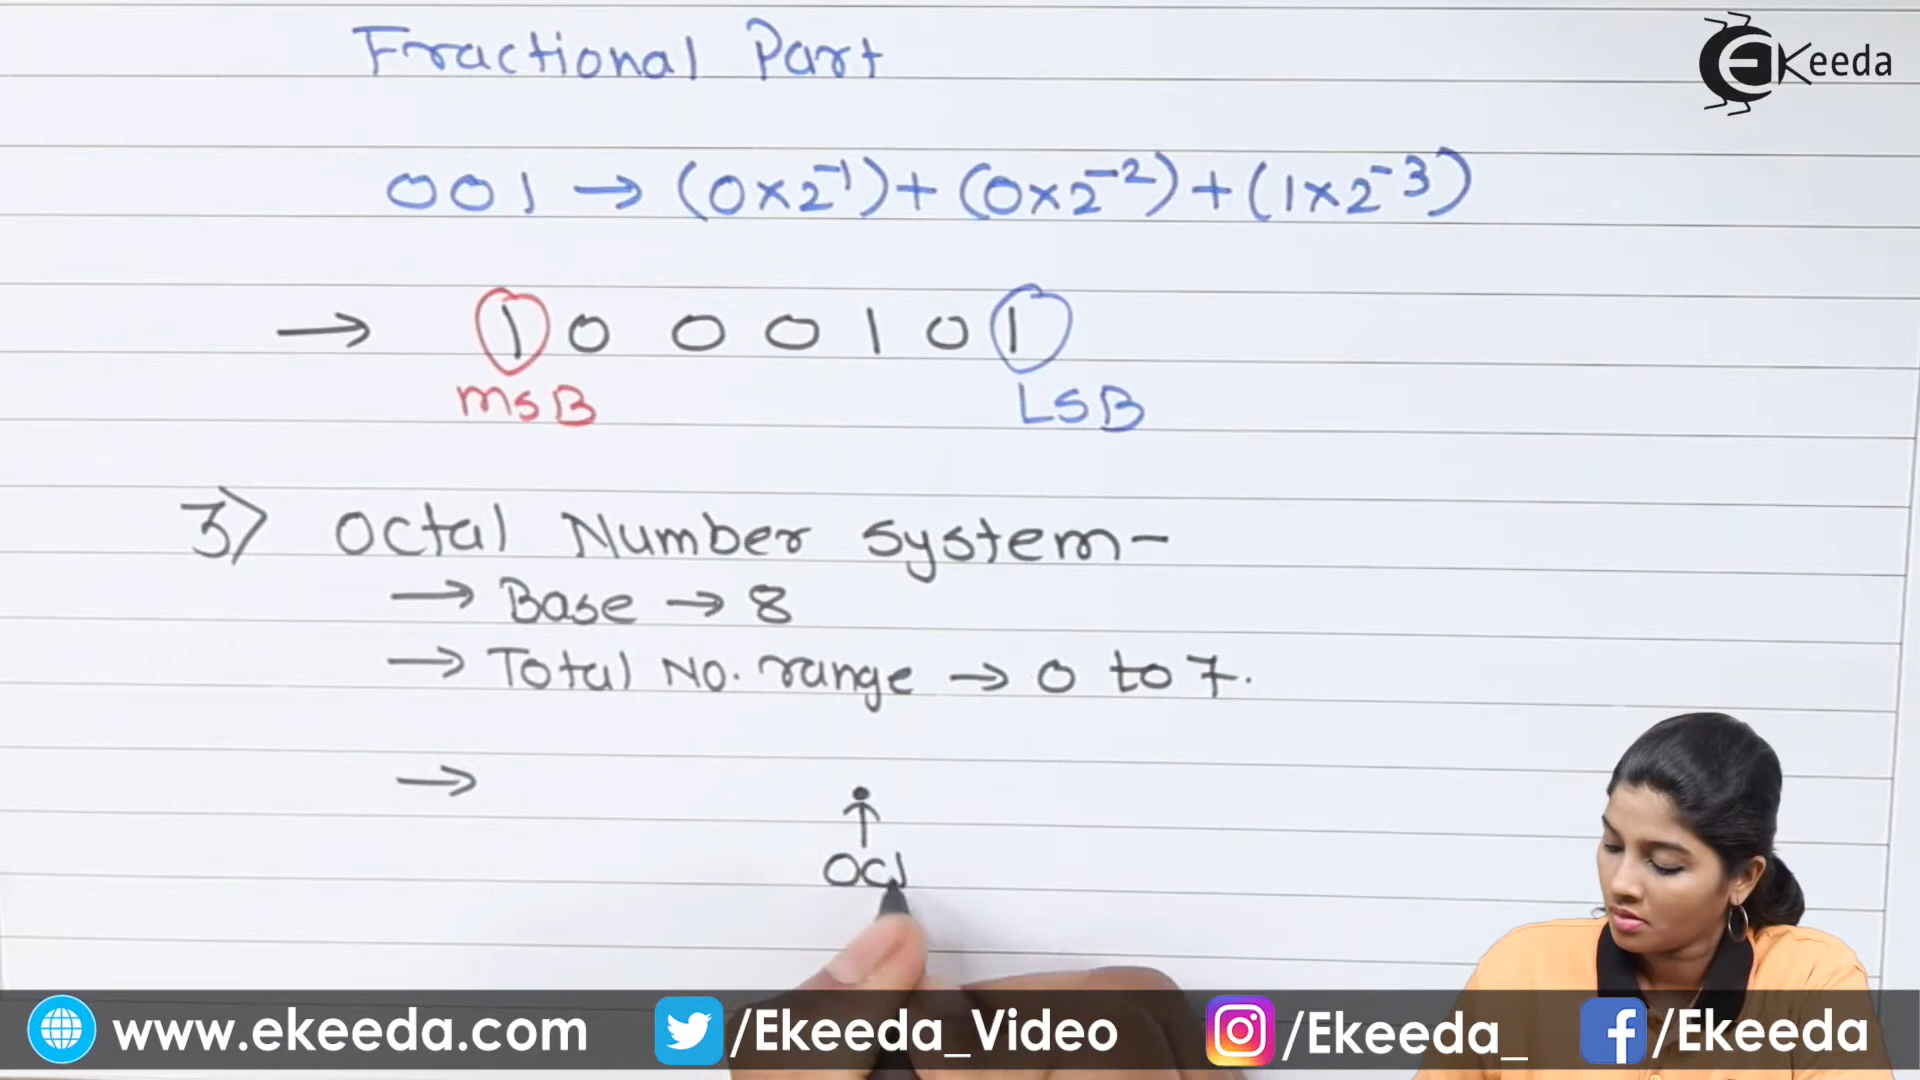 Fractional Part
EKeeda
001 → (0×2⁻¹)+(0×2⁻²)+(1×2⁻³)
→ 1 0 0 0 1 0 1
MSB LSB
3> Octal Number system-
→ Base → 8
→ Total No. range → 0 to 7.
→
www.ekeeda.com /Ekeeda_Video /Ekeeda_ /Ekeeda